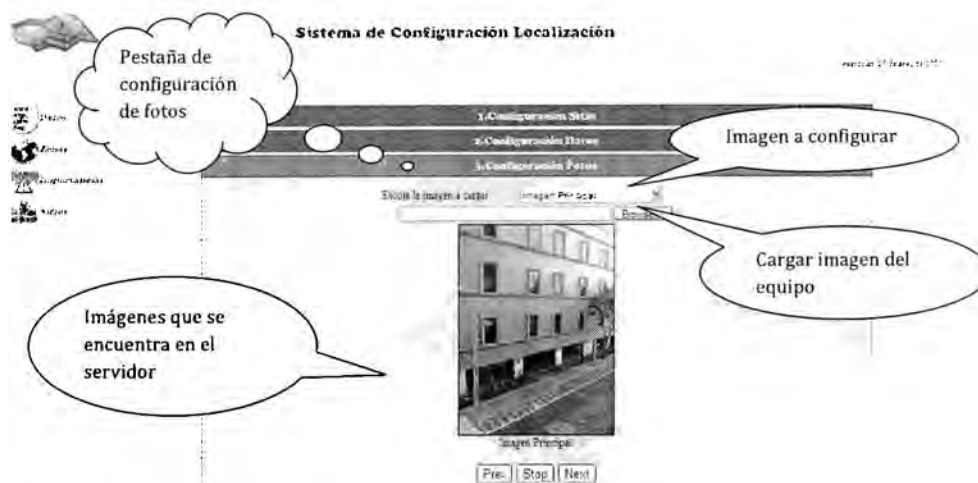 Sistema de Configuración Localización
Pestaña de
configuración
de fotos
1.Configuración Sitio
2.Configuración Datos
3.Configuración Fotos
Imagen a configurar
la imagen a cargar
Imagen Principal
Cargar imagen del
equipo
Imágenes que se
encuentra en el
servidor
Imagen Principal
Prev Stop Next